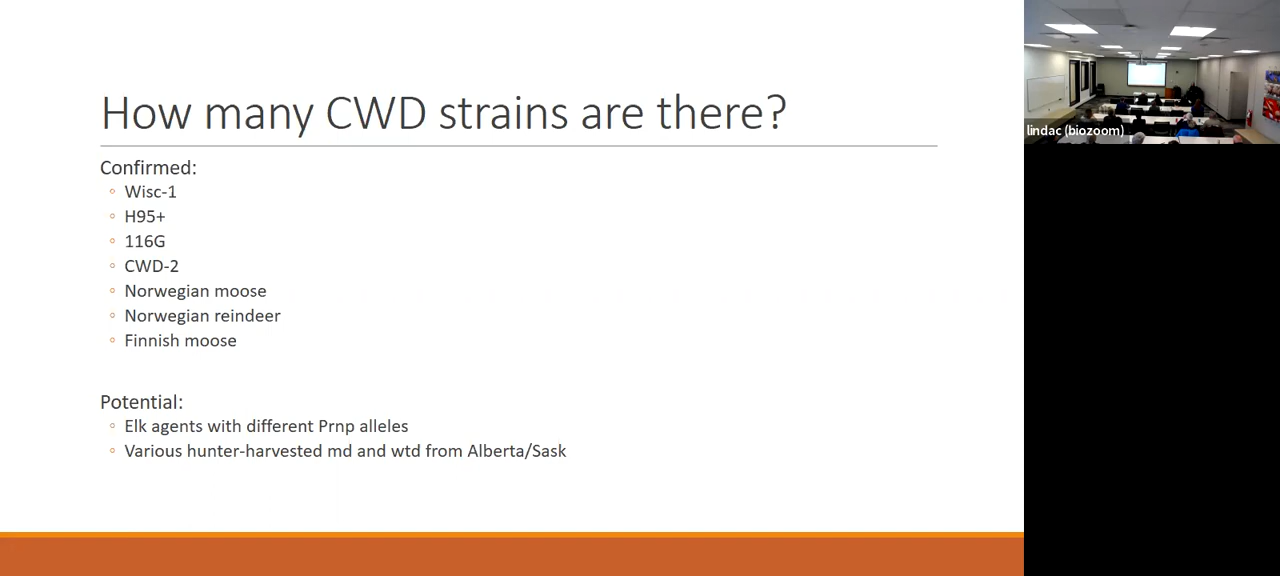 How many CWD strains are there?
Confirmed:
◦ Wisc-1
◦ H95+
◦ 116G
◦ CWD-2
◦ Norwegian moose
◦ Norwegian reindeer
◦ Finnish moose
Potential:
◦ Elk agents with different Prnp alleles
◦ Various hunter-harvested md and wtd from Alberta/Sask
lindac (biozoom)